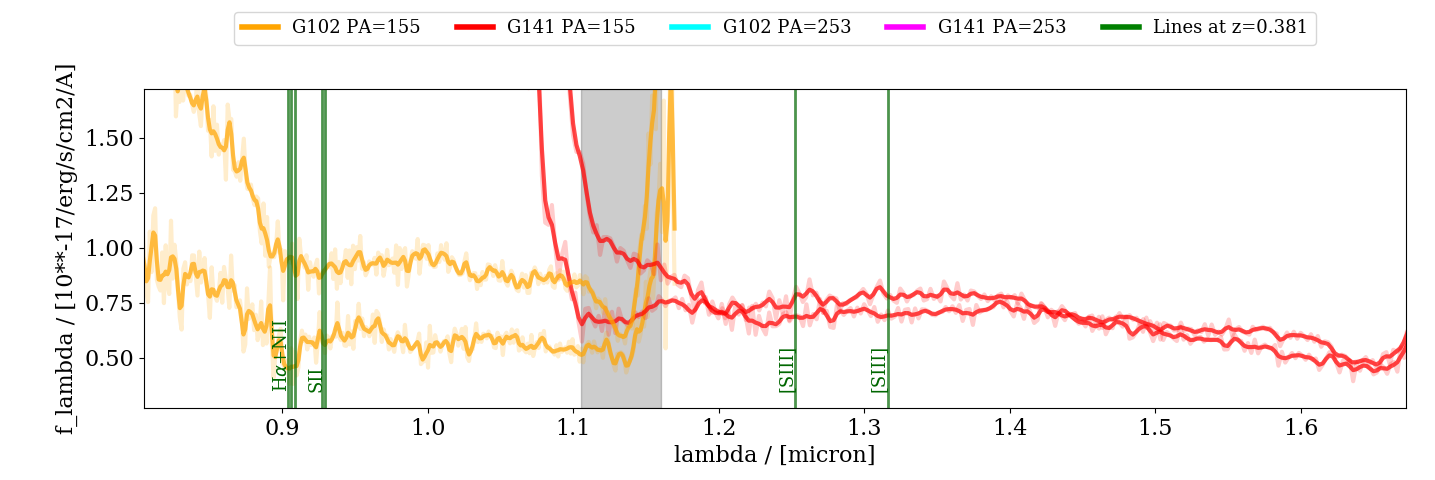 G102 PA=155 G141 PA=155 G102 PA=253 G141 PA=253 Lines at z=0.381
f_lambda / [10**-17/erg/s/cm2/A]
1.50
1.25
1.00
0.75
0.50
Hα+NII
SII
[SIII]
[SIII]
0.9 1.0 1.1 1.2 1.3 1.4 1.5 1.6
lambda / [micron]